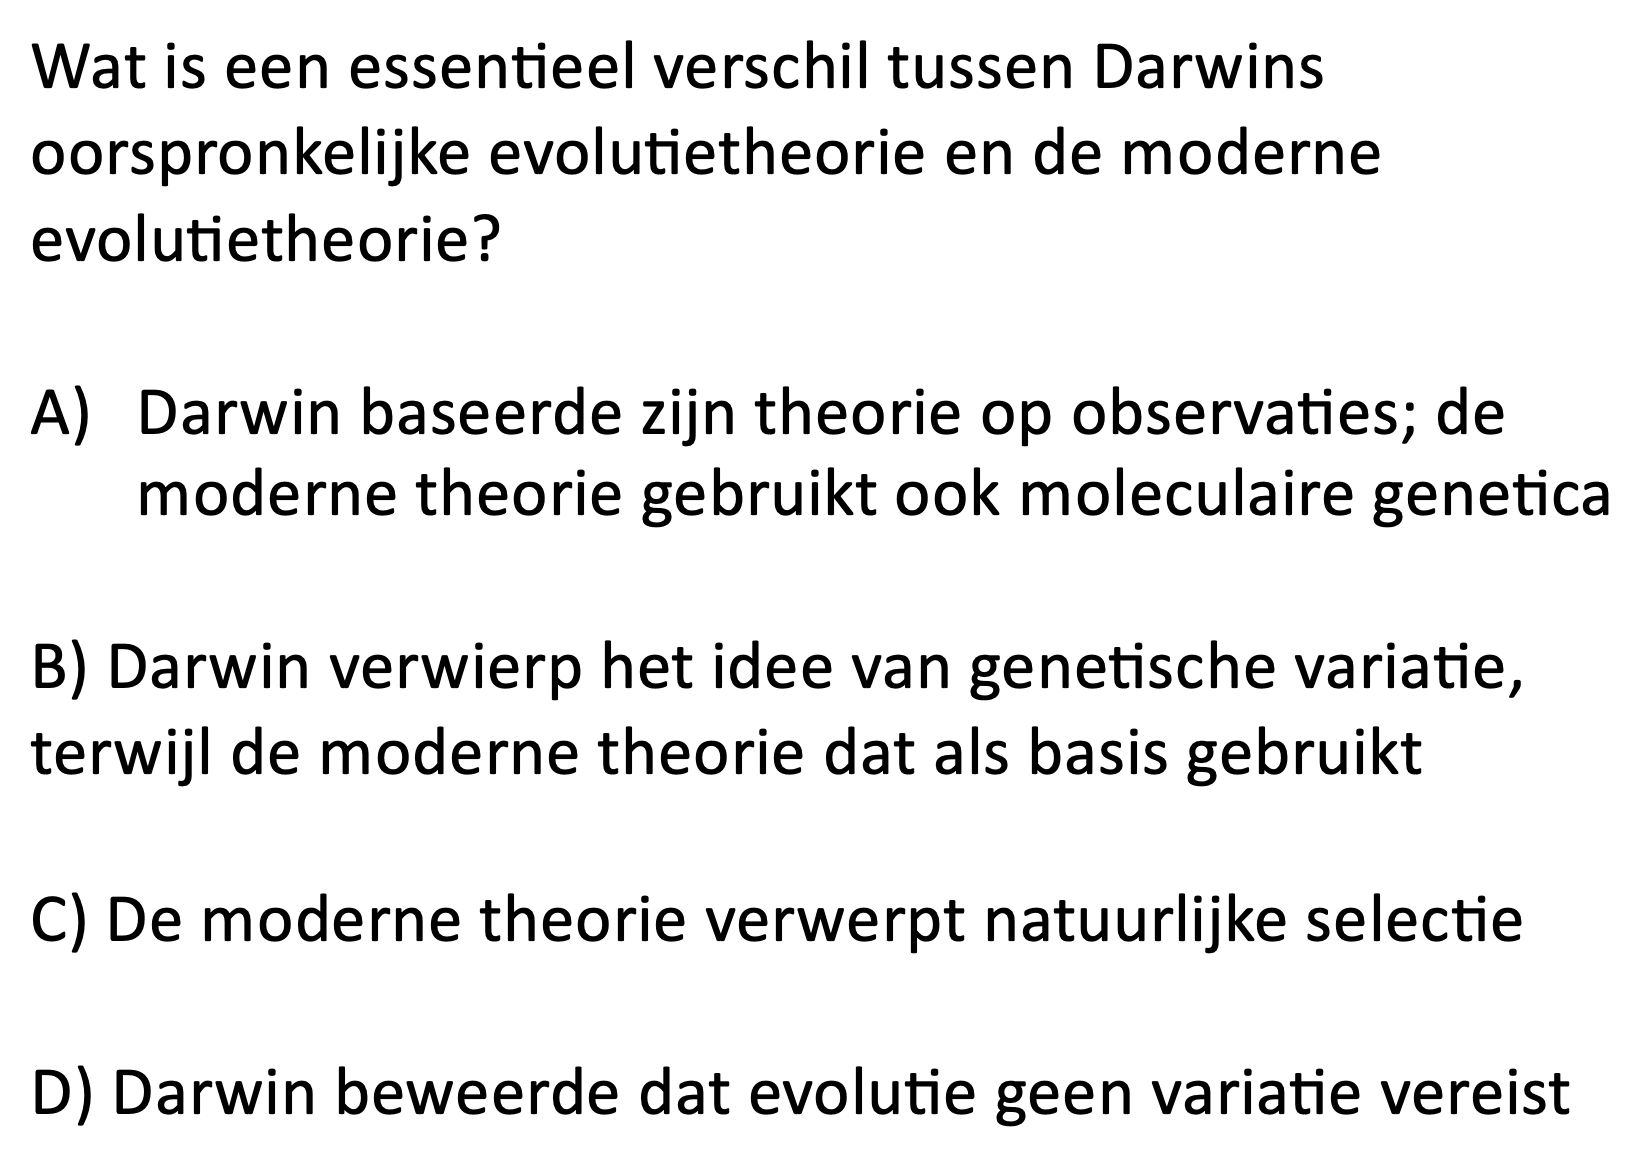 Wat is een essentieel verschil tussen Darwins
oorspronkelijke evolutietheorie en de moderne
evolutietheorie?
A) Darwin baseerde zijn theorie op observaties; de
moderne theorie gebruikt ook moleculaire genetica
B) Darwin verwierp het idee van genetische variatie,
terwijl de moderne theorie dat als basis gebruikt
C) De moderne theorie verwerpt natuurlijke selectie
D) Darwin beweerde dat evolutie geen variatie vereist